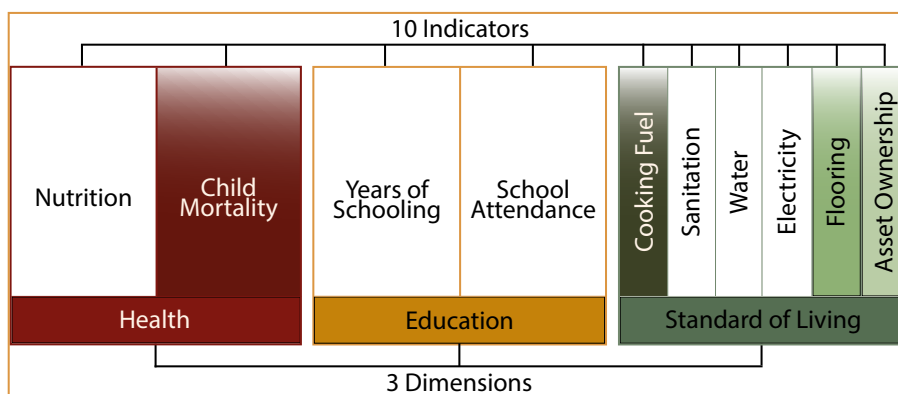 10 Indicators
Nutrition
Child
Mortality
Years of
Schooling
School
Attendance
Cooking Fuel
Sanitation
Water
Electricity
Flooring
Asset Ownership
Health
Education
Standard of Living
3 Dimensions